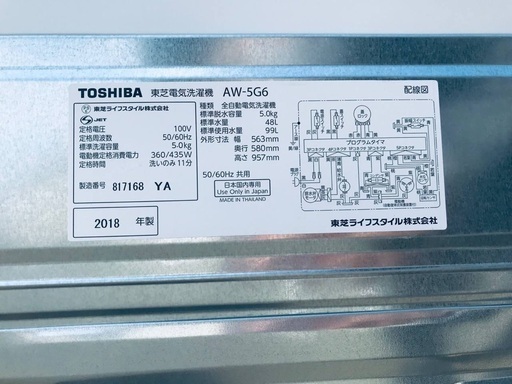 TOSHIBA 東芝電気洗濯機 AW-5G6
配線図
東芝ライフスタイル株式会社
JET
定格電圧 100V
定格周波数 50/60Hz
標準洗濯容量 5.0kg
電動機定格消費電力 360/435W
定格時間 洗いのみ 11分
製造番号 817168 YA
2018 年製
種類 全自動電気洗濯機
標準脱水容量 5.0kg
標準水量 48L
標準使用水量 99L
外形寸法 幅 563mm
奥行 580mm
高さ 957mm
50/60Hz 共用
日本国内専用
Use Only in Japan
MADE IN THAILAND
ロック
プログラムタイマ
東芝ライフスタイル株式会社